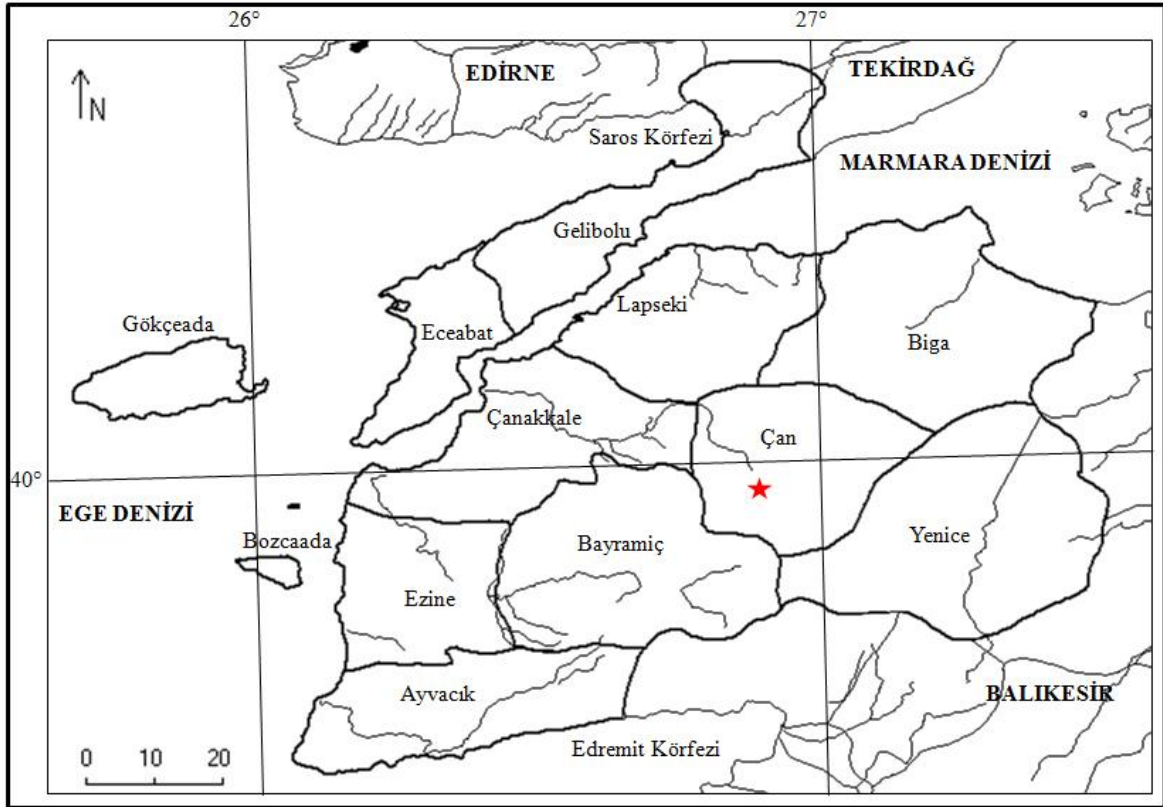 26°
27°
N
EDİRNE
TEKİRDAĞ
Saros Körfezi
MARMARA DENİZİ
Gelibolu
Lapseki
Gökçeada
Eceabat
Biga
Çanakkale
Çan
40°
EGE DENİZİ
Bozcaada
Bayramiç
Yenice
Ezine
Ayvacık
BALIKESİR
Edremit Körfezi
0 10 20